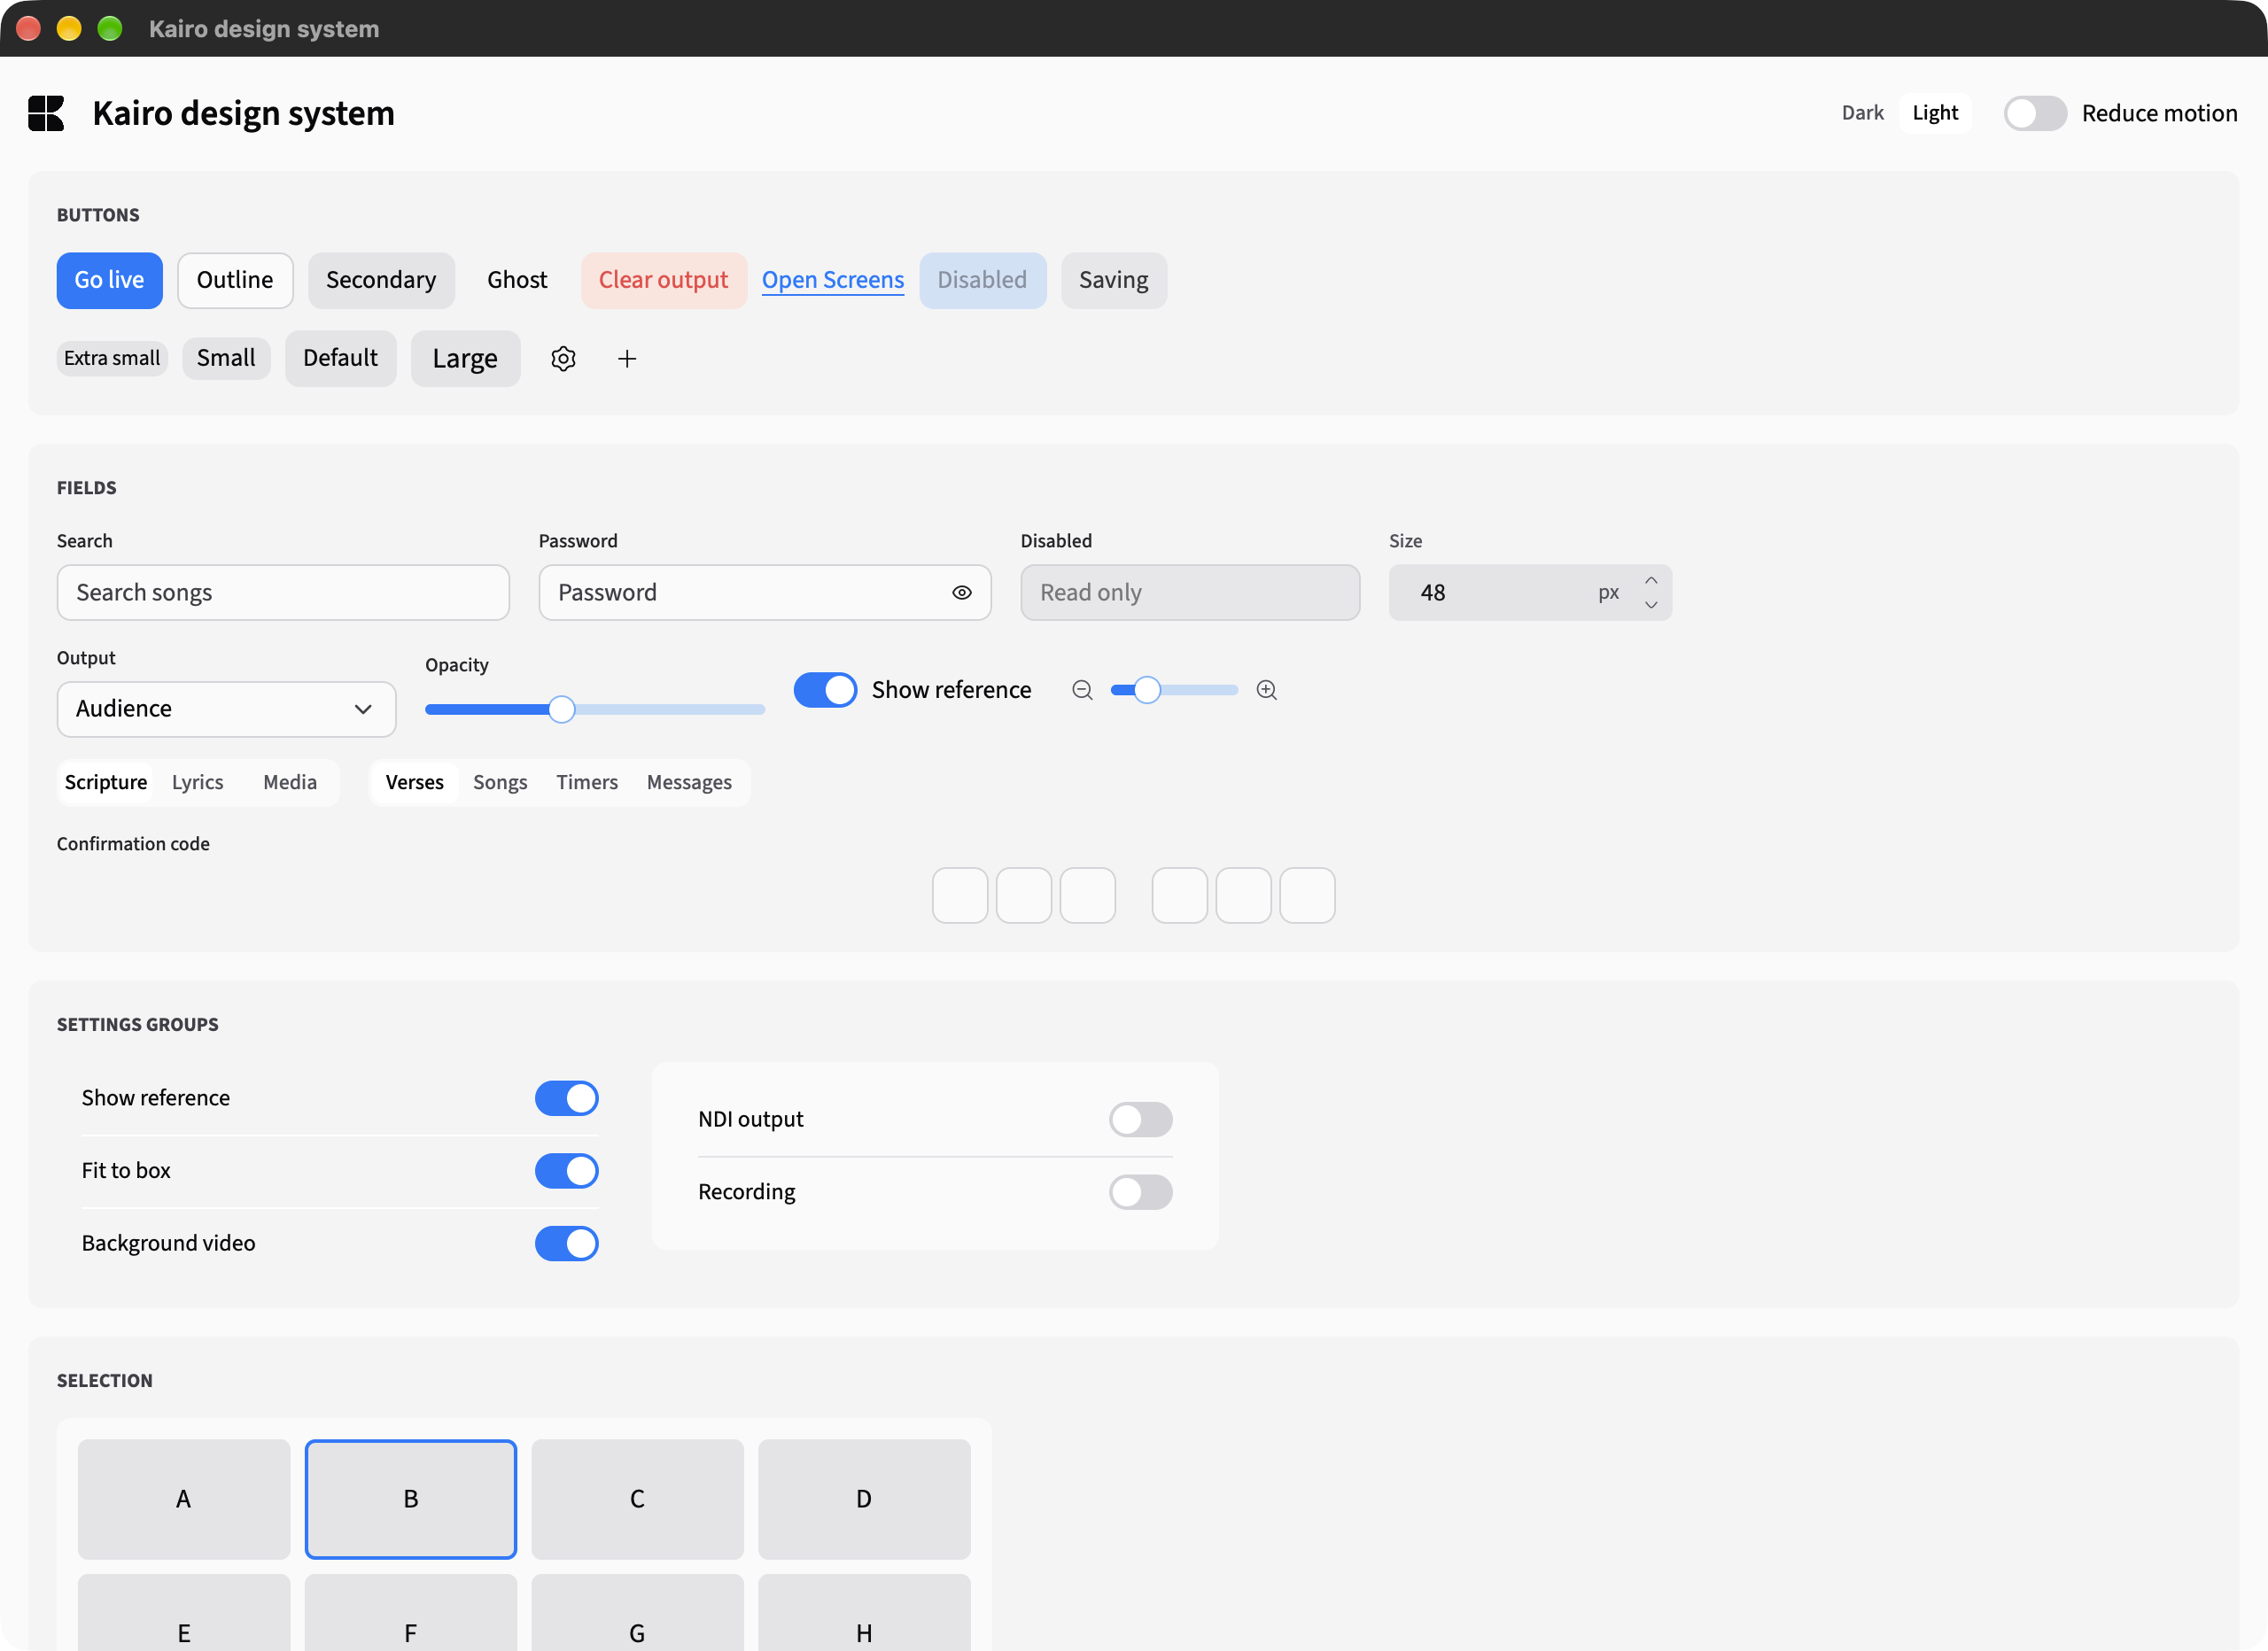 Kairo design system
Kairo design system
Dark Light Reduce motion
BUTTONS
Go live Outline Secondary Ghost Clear output Open Screens Disabled Saving
Extra small Small Default Large
FIELDS
Search Password Disabled Size
Search songs Password Read only 48 px
Output Opacity
Audience Show reference
Scripture Lyrics Media Verses Songs Timers Messages
Confirmation code
SETTINGS GROUPS
Show reference
NDI output
Fit to box
Recording
Background video
SELECTION
A B C D
E F G H